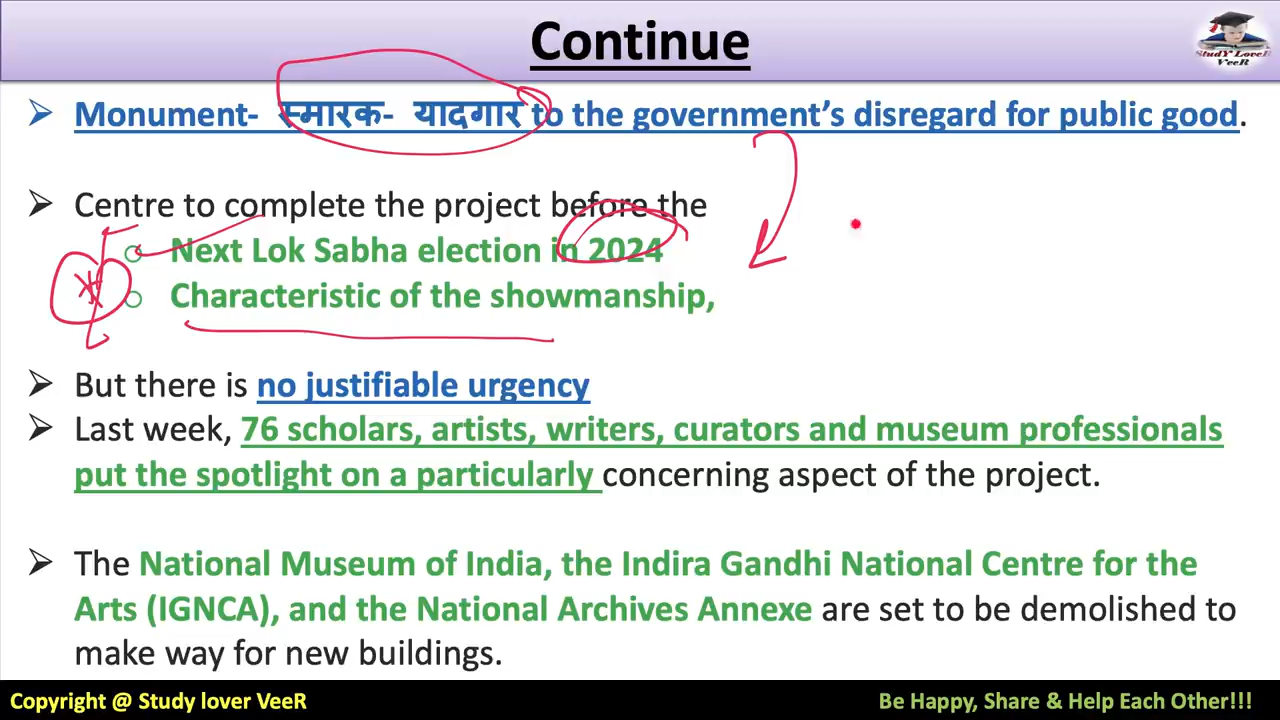 Continue
StudY LoveR
VeeR
➢ Monument- स्मारक- यादगार to the government’s disregard for public good.
➢ Centre to complete the project before the
o Next Lok Sabha election in 2024
o Characteristic of the showmanship,
➢ But there is no justifiable urgency
➢ Last week, 76 scholars, artists, writers, curators and museum professionals
put the spotlight on a particularly concerning aspect of the project.
➢ The National Museum of India, the Indira Gandhi National Centre for the
Arts (IGNCA), and the National Archives Annexe are set to be demolished to
make way for new buildings.
Copyright @ Study lover VeeR
Be Happy, Share & Help Each Other!!!